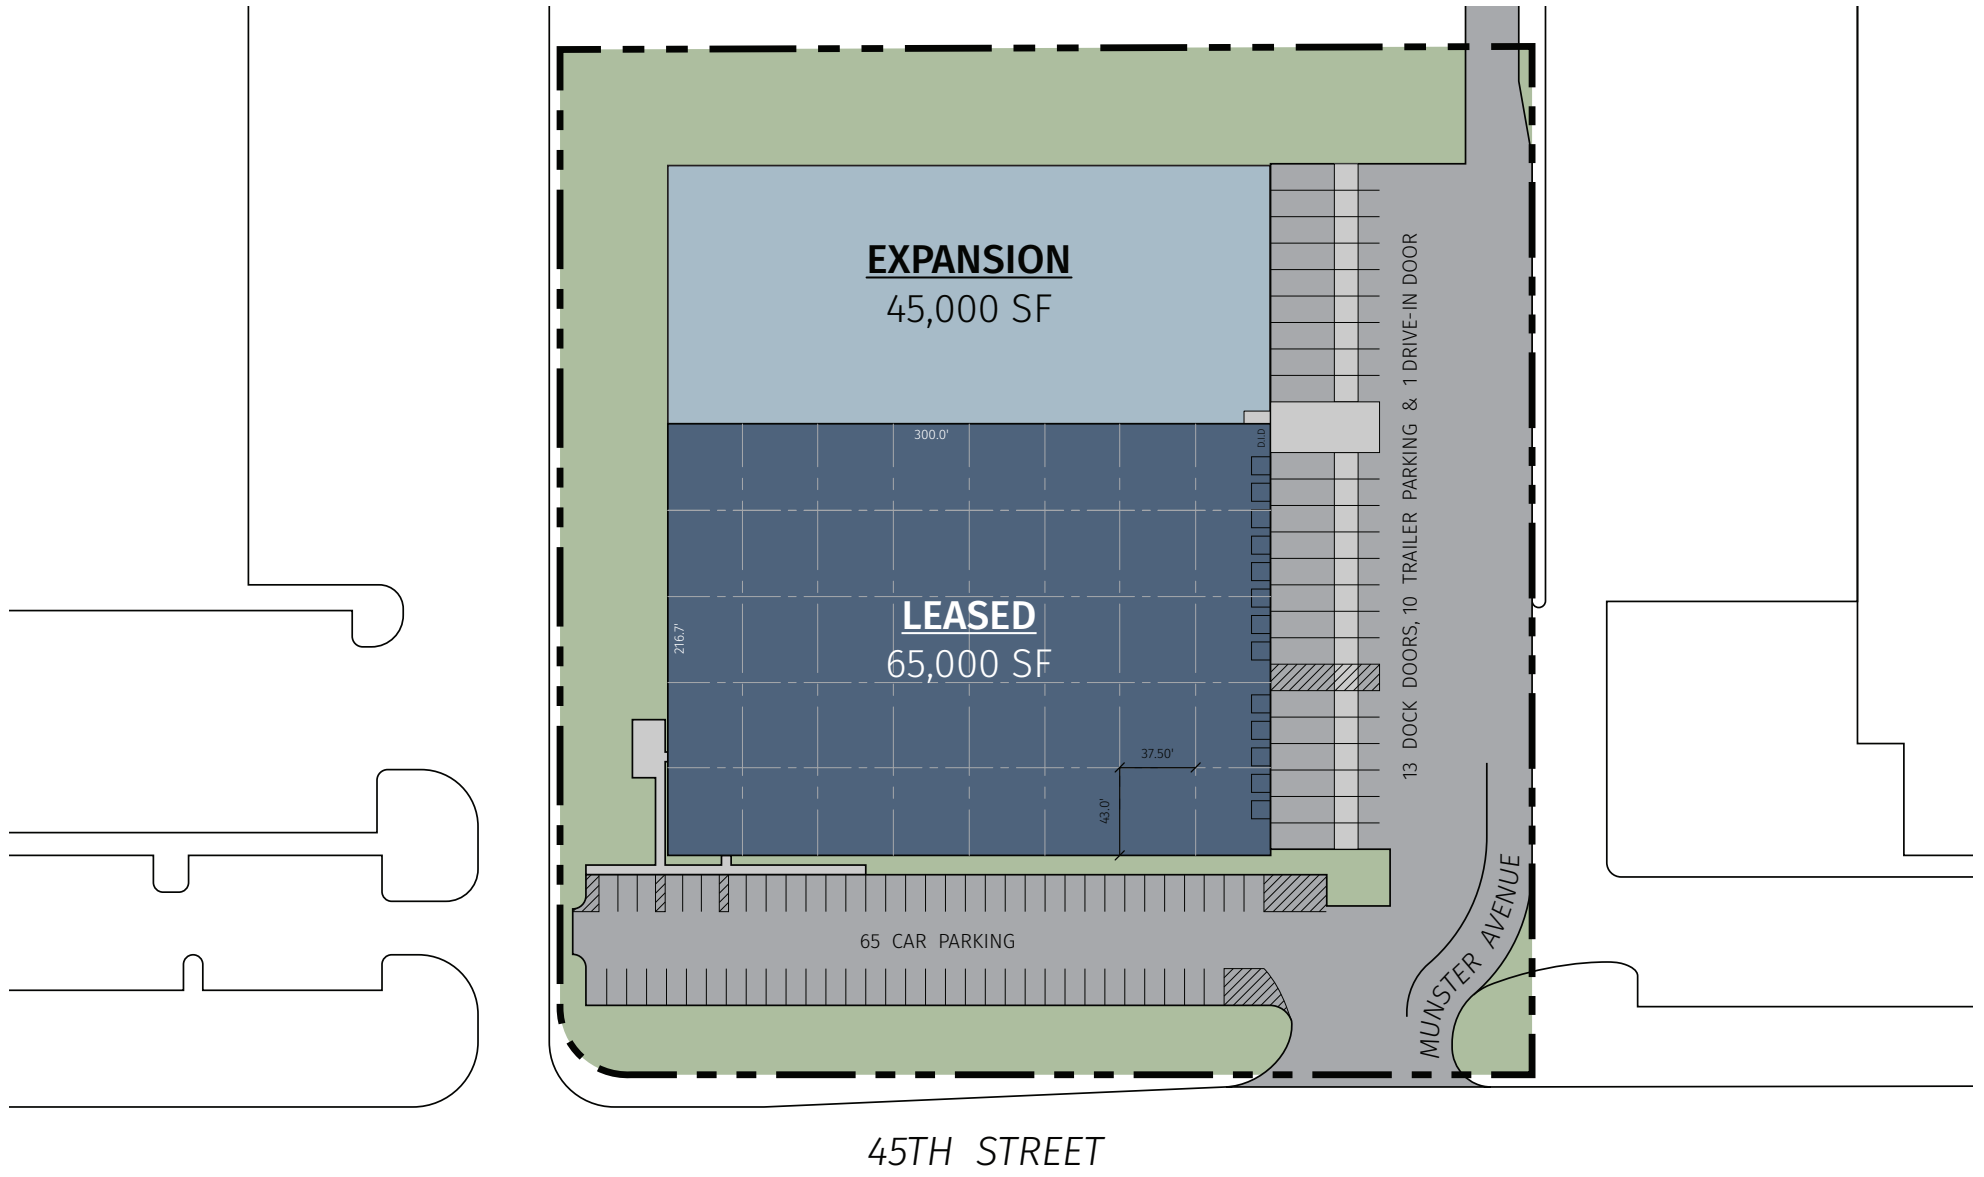 EXPANSION
45,000 SF
300.0'
D.I.D
13 DOCK DOORS, 10 TRAILER PARKING & 1 DRIVE-IN DOOR
LEASED
65,000 SF
216.7'
37.50'
43.0'
65 CAR PARKING
MUNSTER AVENUE
45TH STREET